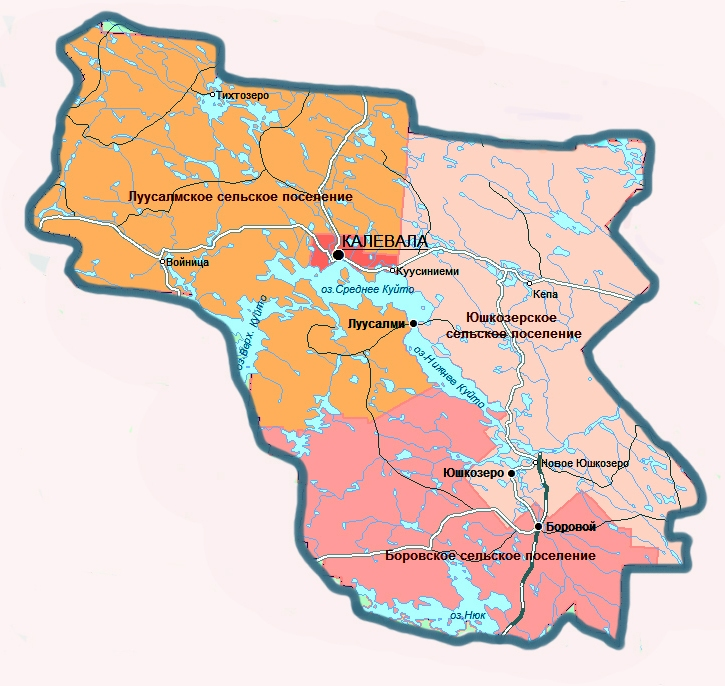 Тихтозеро
Луусалмское сельское поселение
КАЛЕВАЛА
Войница
Куусиниеми
оз.Среднее Куйто
Кепа
оз.Верх. Куйто
Луусалми
Юшкозерское
сельское поселение
оз.Нижнее Куйто
Юшкозеро
Новое Юшкозеро
Боровой
Боровское сельское поселение
оз.Нюк